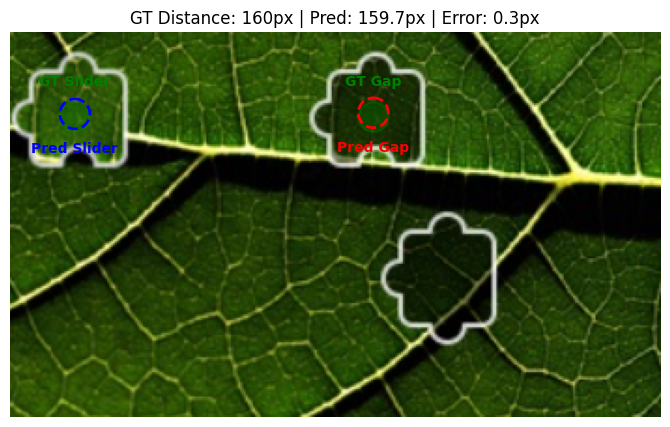 GT Distance: 160px | Pred: 159.7px | Error: 0.3px
GT Slider
GT Gap
Pred Slider
Pred Gap